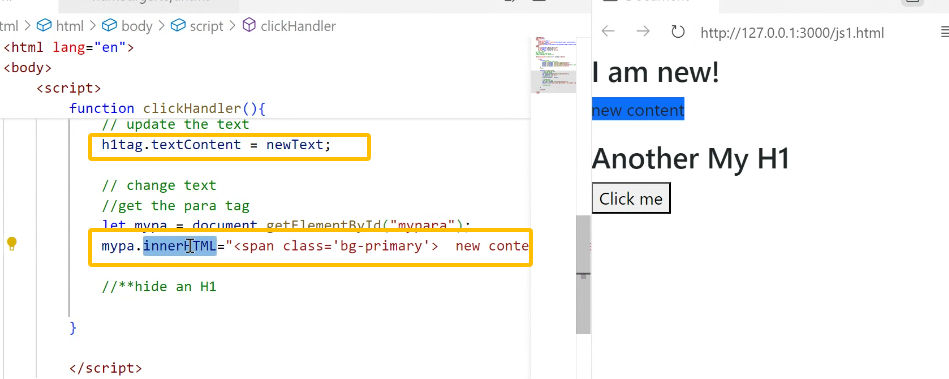 html > html > body > script > clickHandler
<html lang="en">
<body>
<script>
function clickHandler(){
// update the text
h1tag.textContent = newText;
// change text
//get the para tag
let mypa = document.getElementById("mypara");
mypa.innerHTML="<span class='bg-primary'>  new conte
//**hide an H1
}
</script>
http://127.0.0.1:3000/js1.html
I am new!
new content
Another My H1
Click me